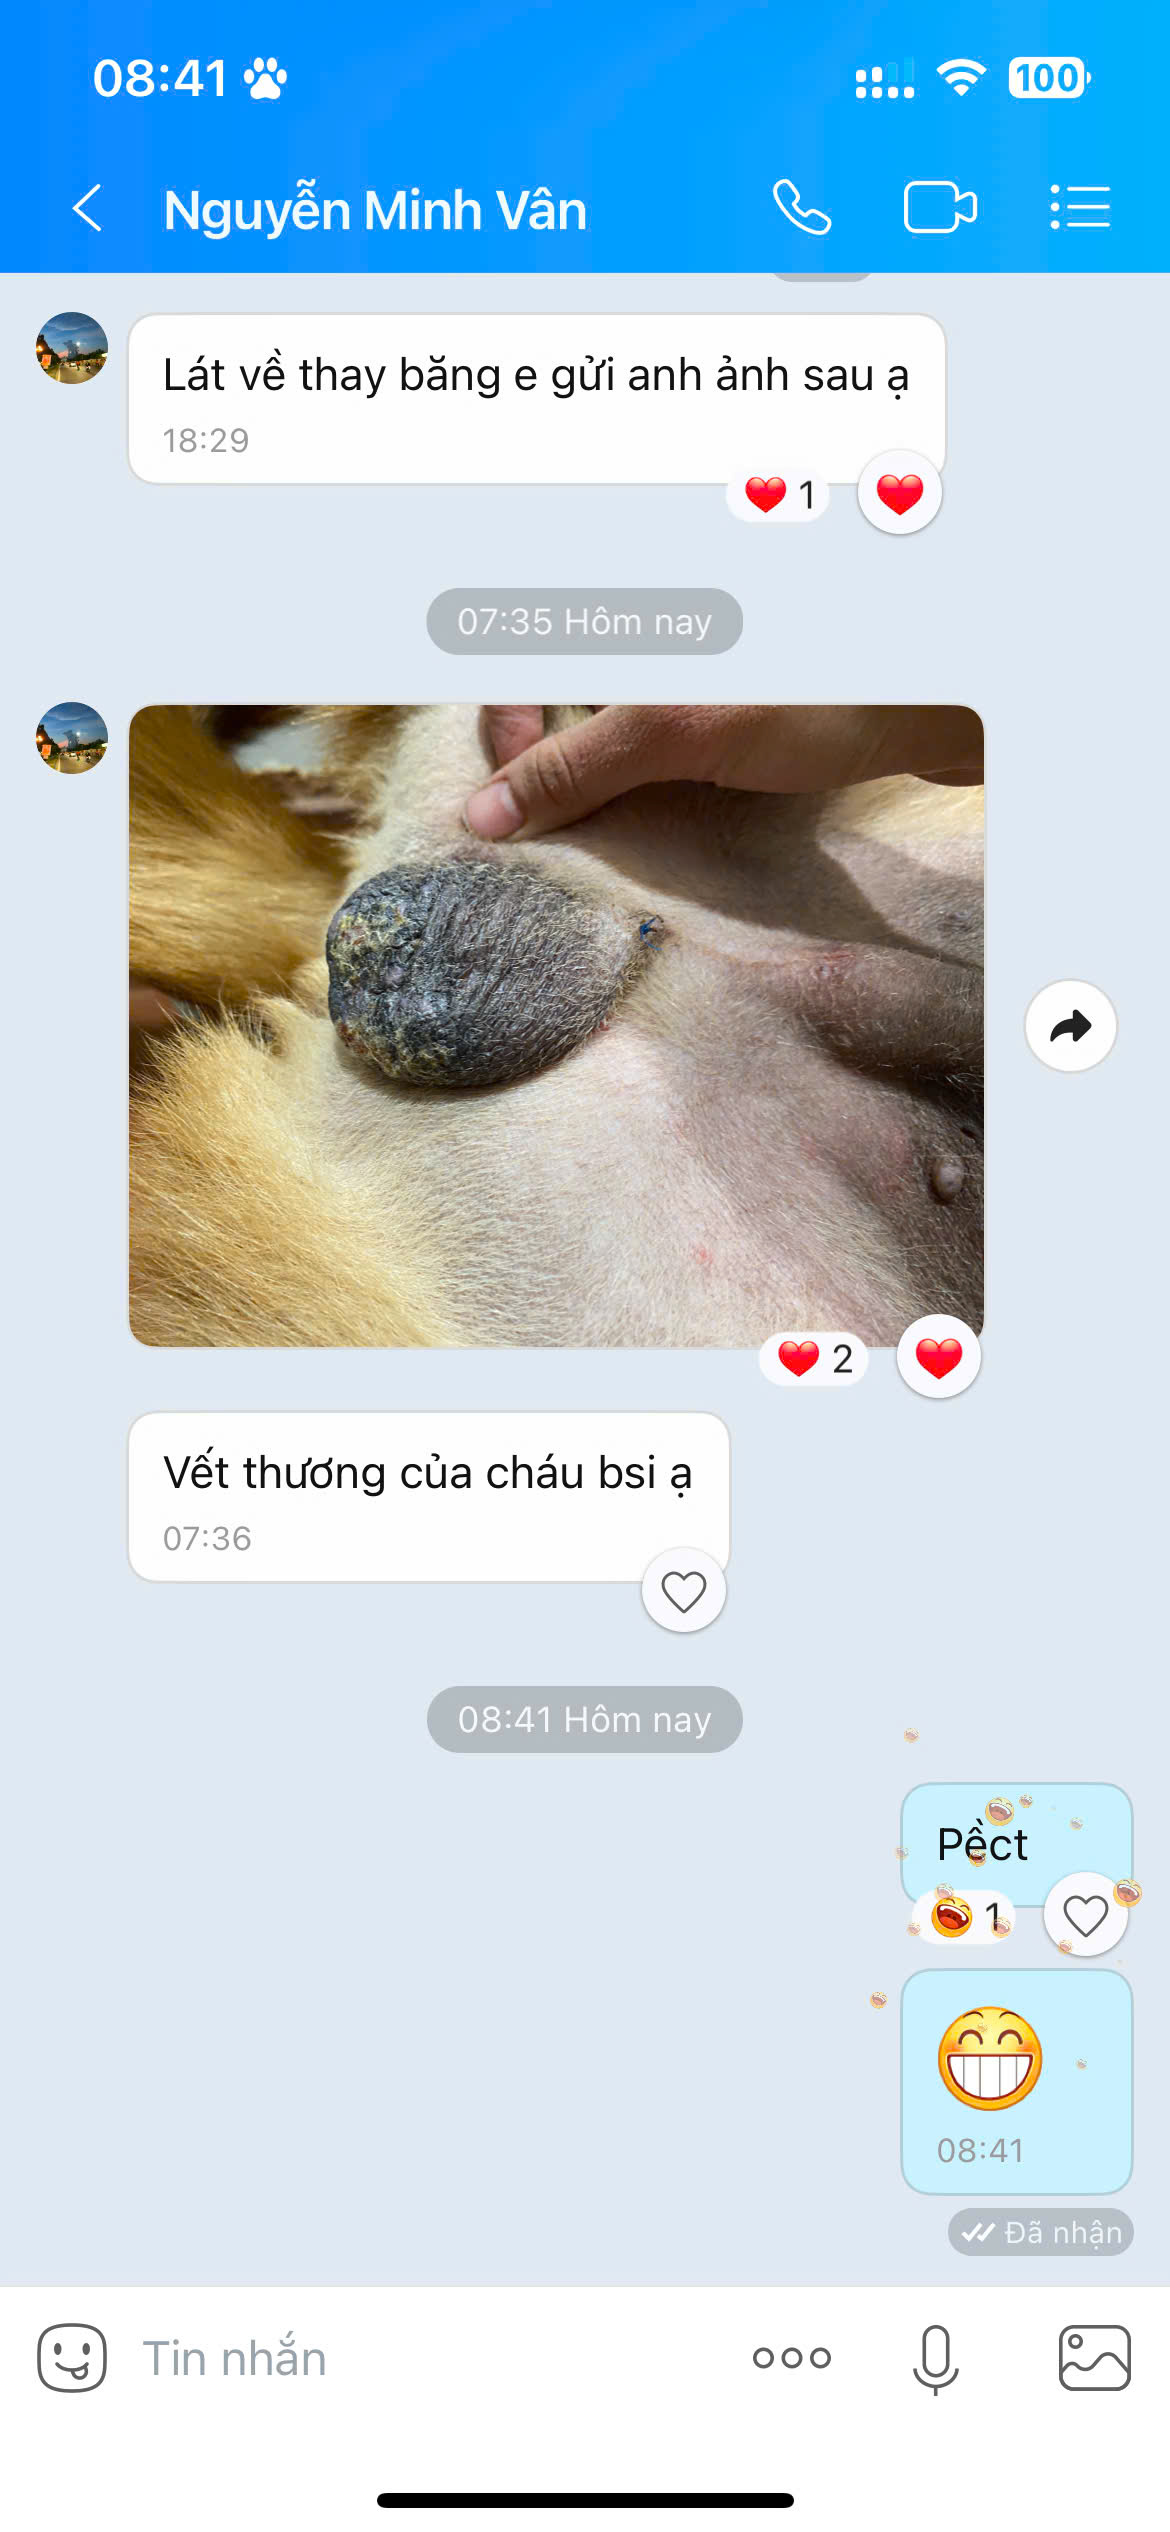 08:41
100
Nguyễn Minh Vân
Lát về thay băng e gửi anh ảnh sau ạ
18:29
1
07:35 Hôm nay
2
Vết thương của cháu bsi ạ
07:36
08:41 Hôm nay
Pềct
1
08:41
Đã nhận
Tin nhắn